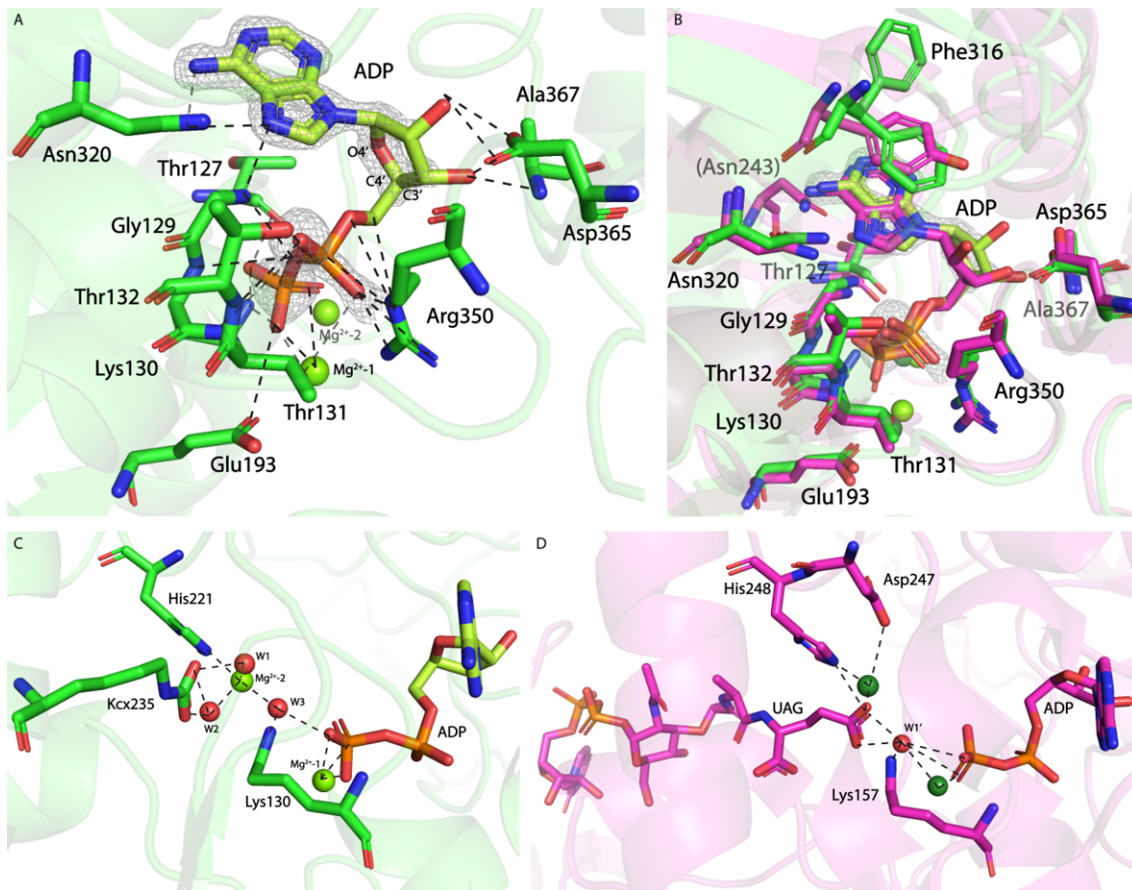 A
ADP
Ala367
Asn320
Thr127
O4'
C4'
C3'
Gly129
Asp365
Thr132
Arg350
Mg²⁺-2
Lys130
Mg²⁺-1
Thr131
Glu193
B
Phe316
(Asn243)
ADP
Asp365
Asn320
Thr127
Gly129
Ala367
Thr132
Arg350
Lys130
Thr131
Glu193
C
His221
W1
Mg²⁺-2
Kcx235
W3
W2
ADP
Mg²⁺-1
Lys130
D
Asp247
His248
UAG
ADP
W1'
Lys157